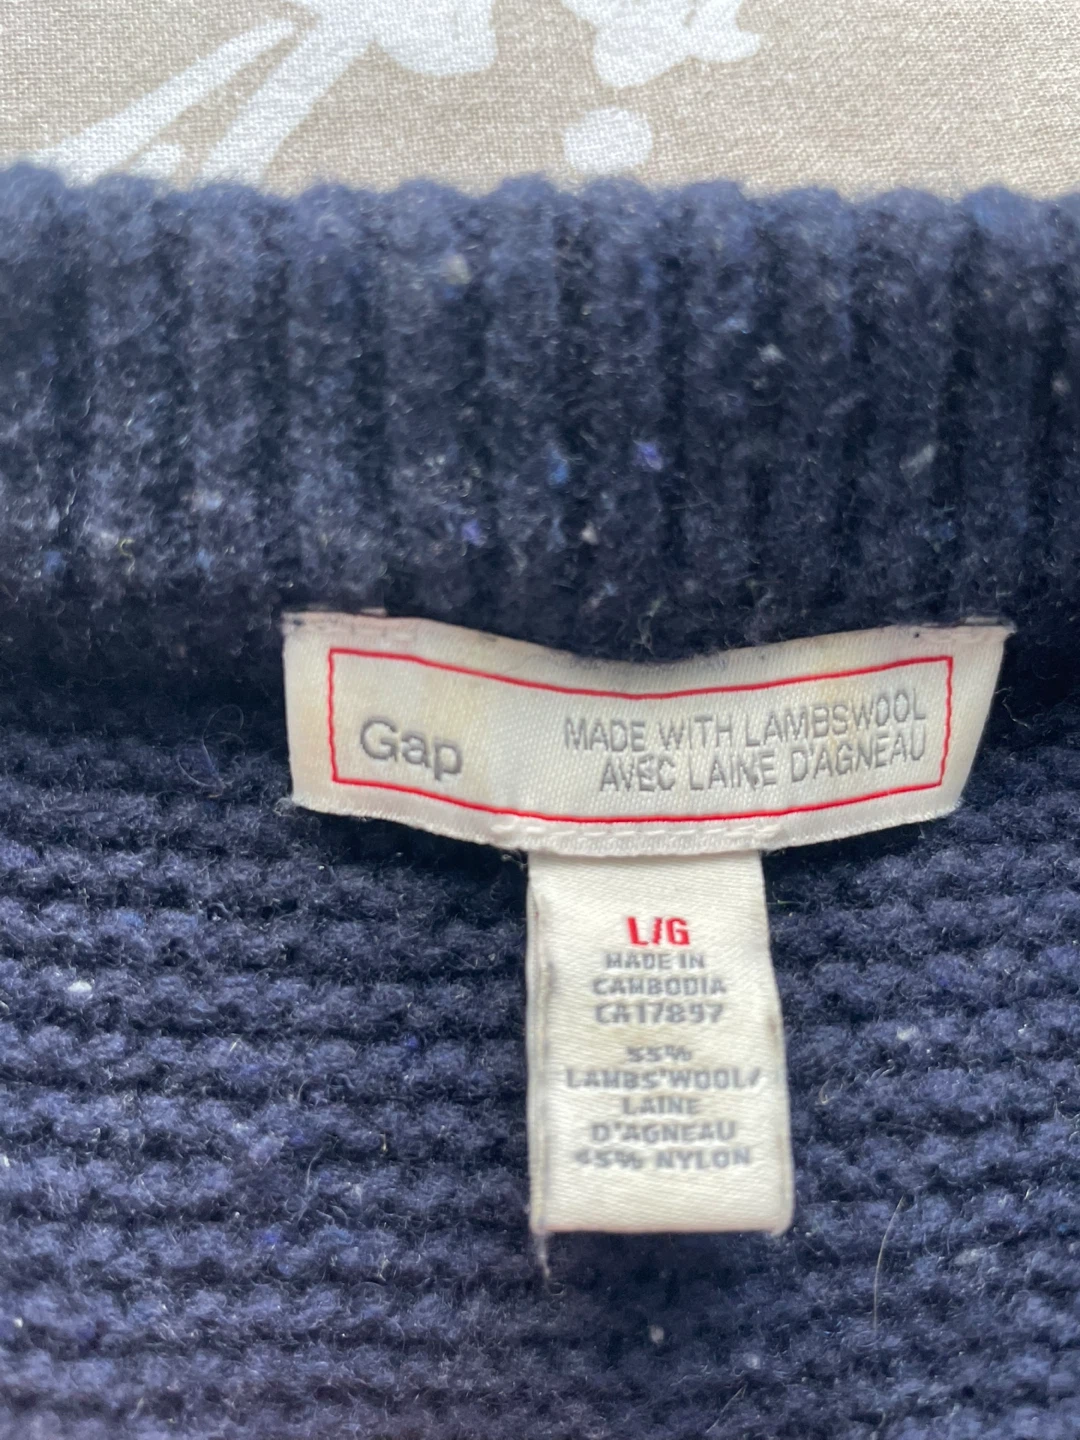 Gap
MADE WITH LAMBSWOOL
AVEC LAINE D'AGNEAU
L/G
MADE IN
CAMBODIA
CA17897
55%
LAMBS'WOOL/
LAINE
D'AGNEAU
45% NYLON